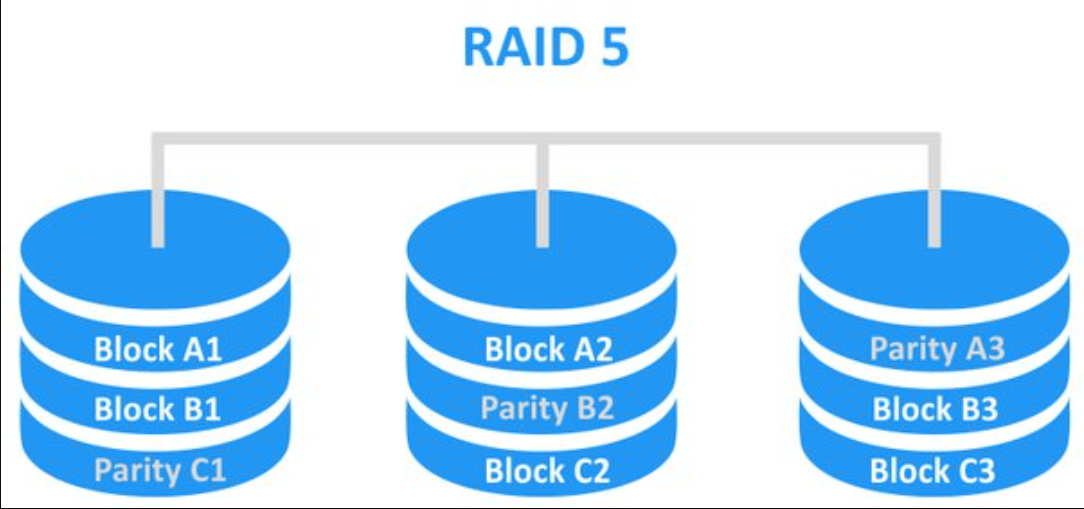 RAID 5
Block A1
Block B1
Parity C1
Block A2
Parity B2
Block C2
Parity A3
Block B3
Block C3